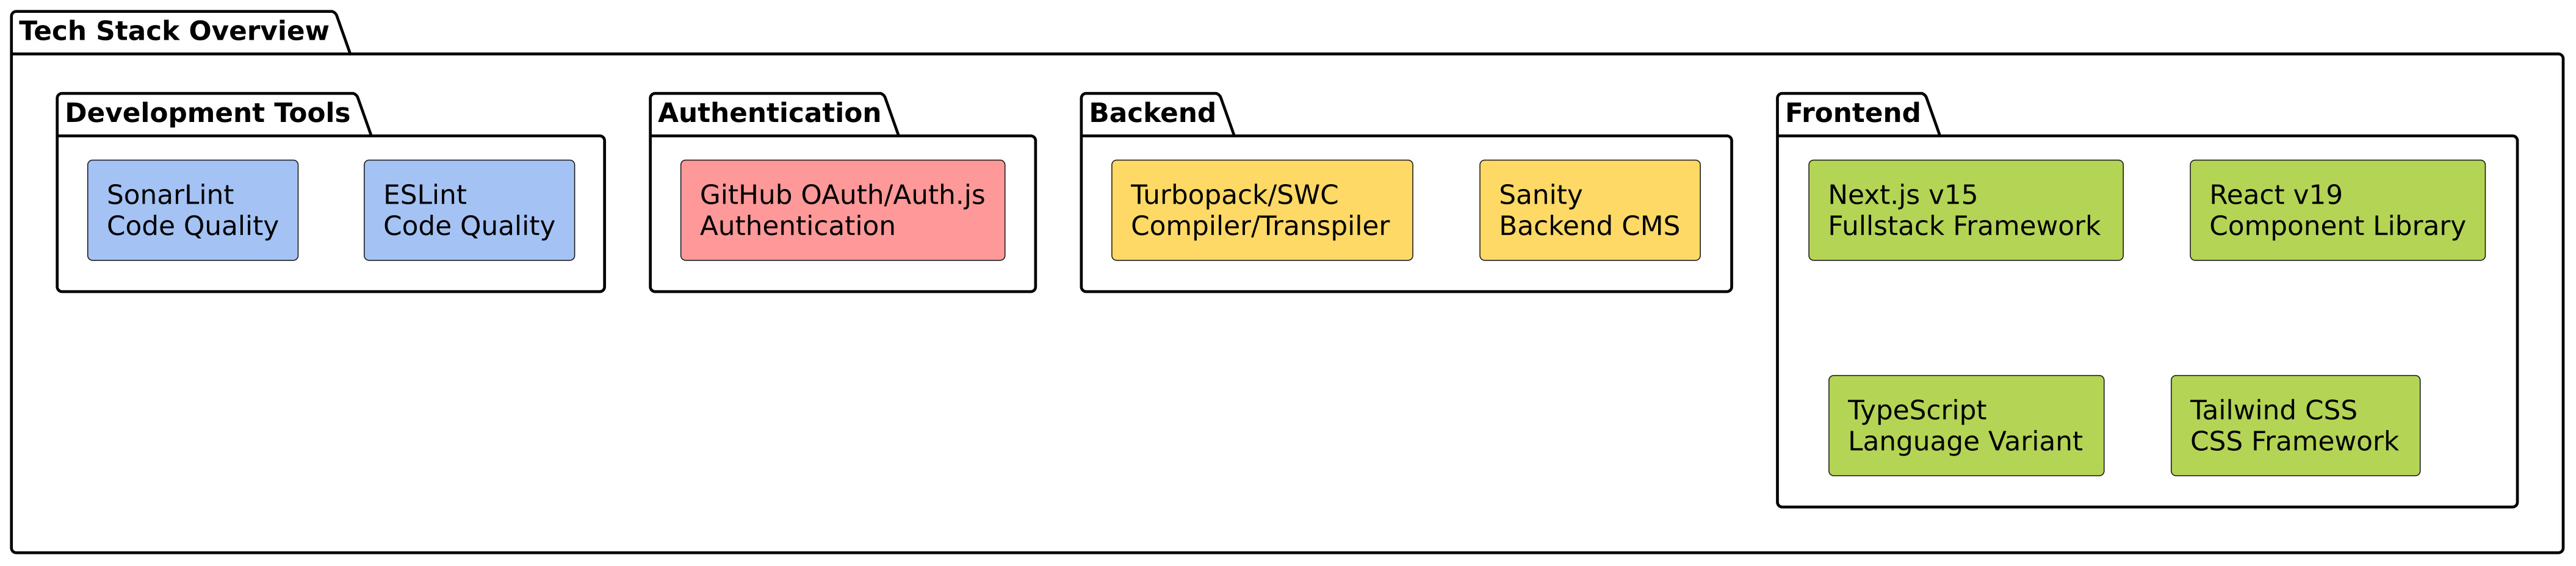 Tech Stack Overview
Development Tools
SonarLint
Code Quality
ESLint
Code Quality
Authentication
GitHub OAuth/Auth.js
Authentication
Backend
Turbopack/SWC
Compiler/Transpiler
Sanity
Backend CMS
Frontend
Next.js v15
Fullstack Framework
React v19
Component Library
TypeScript
Language Variant
Tailwind CSS
CSS Framework